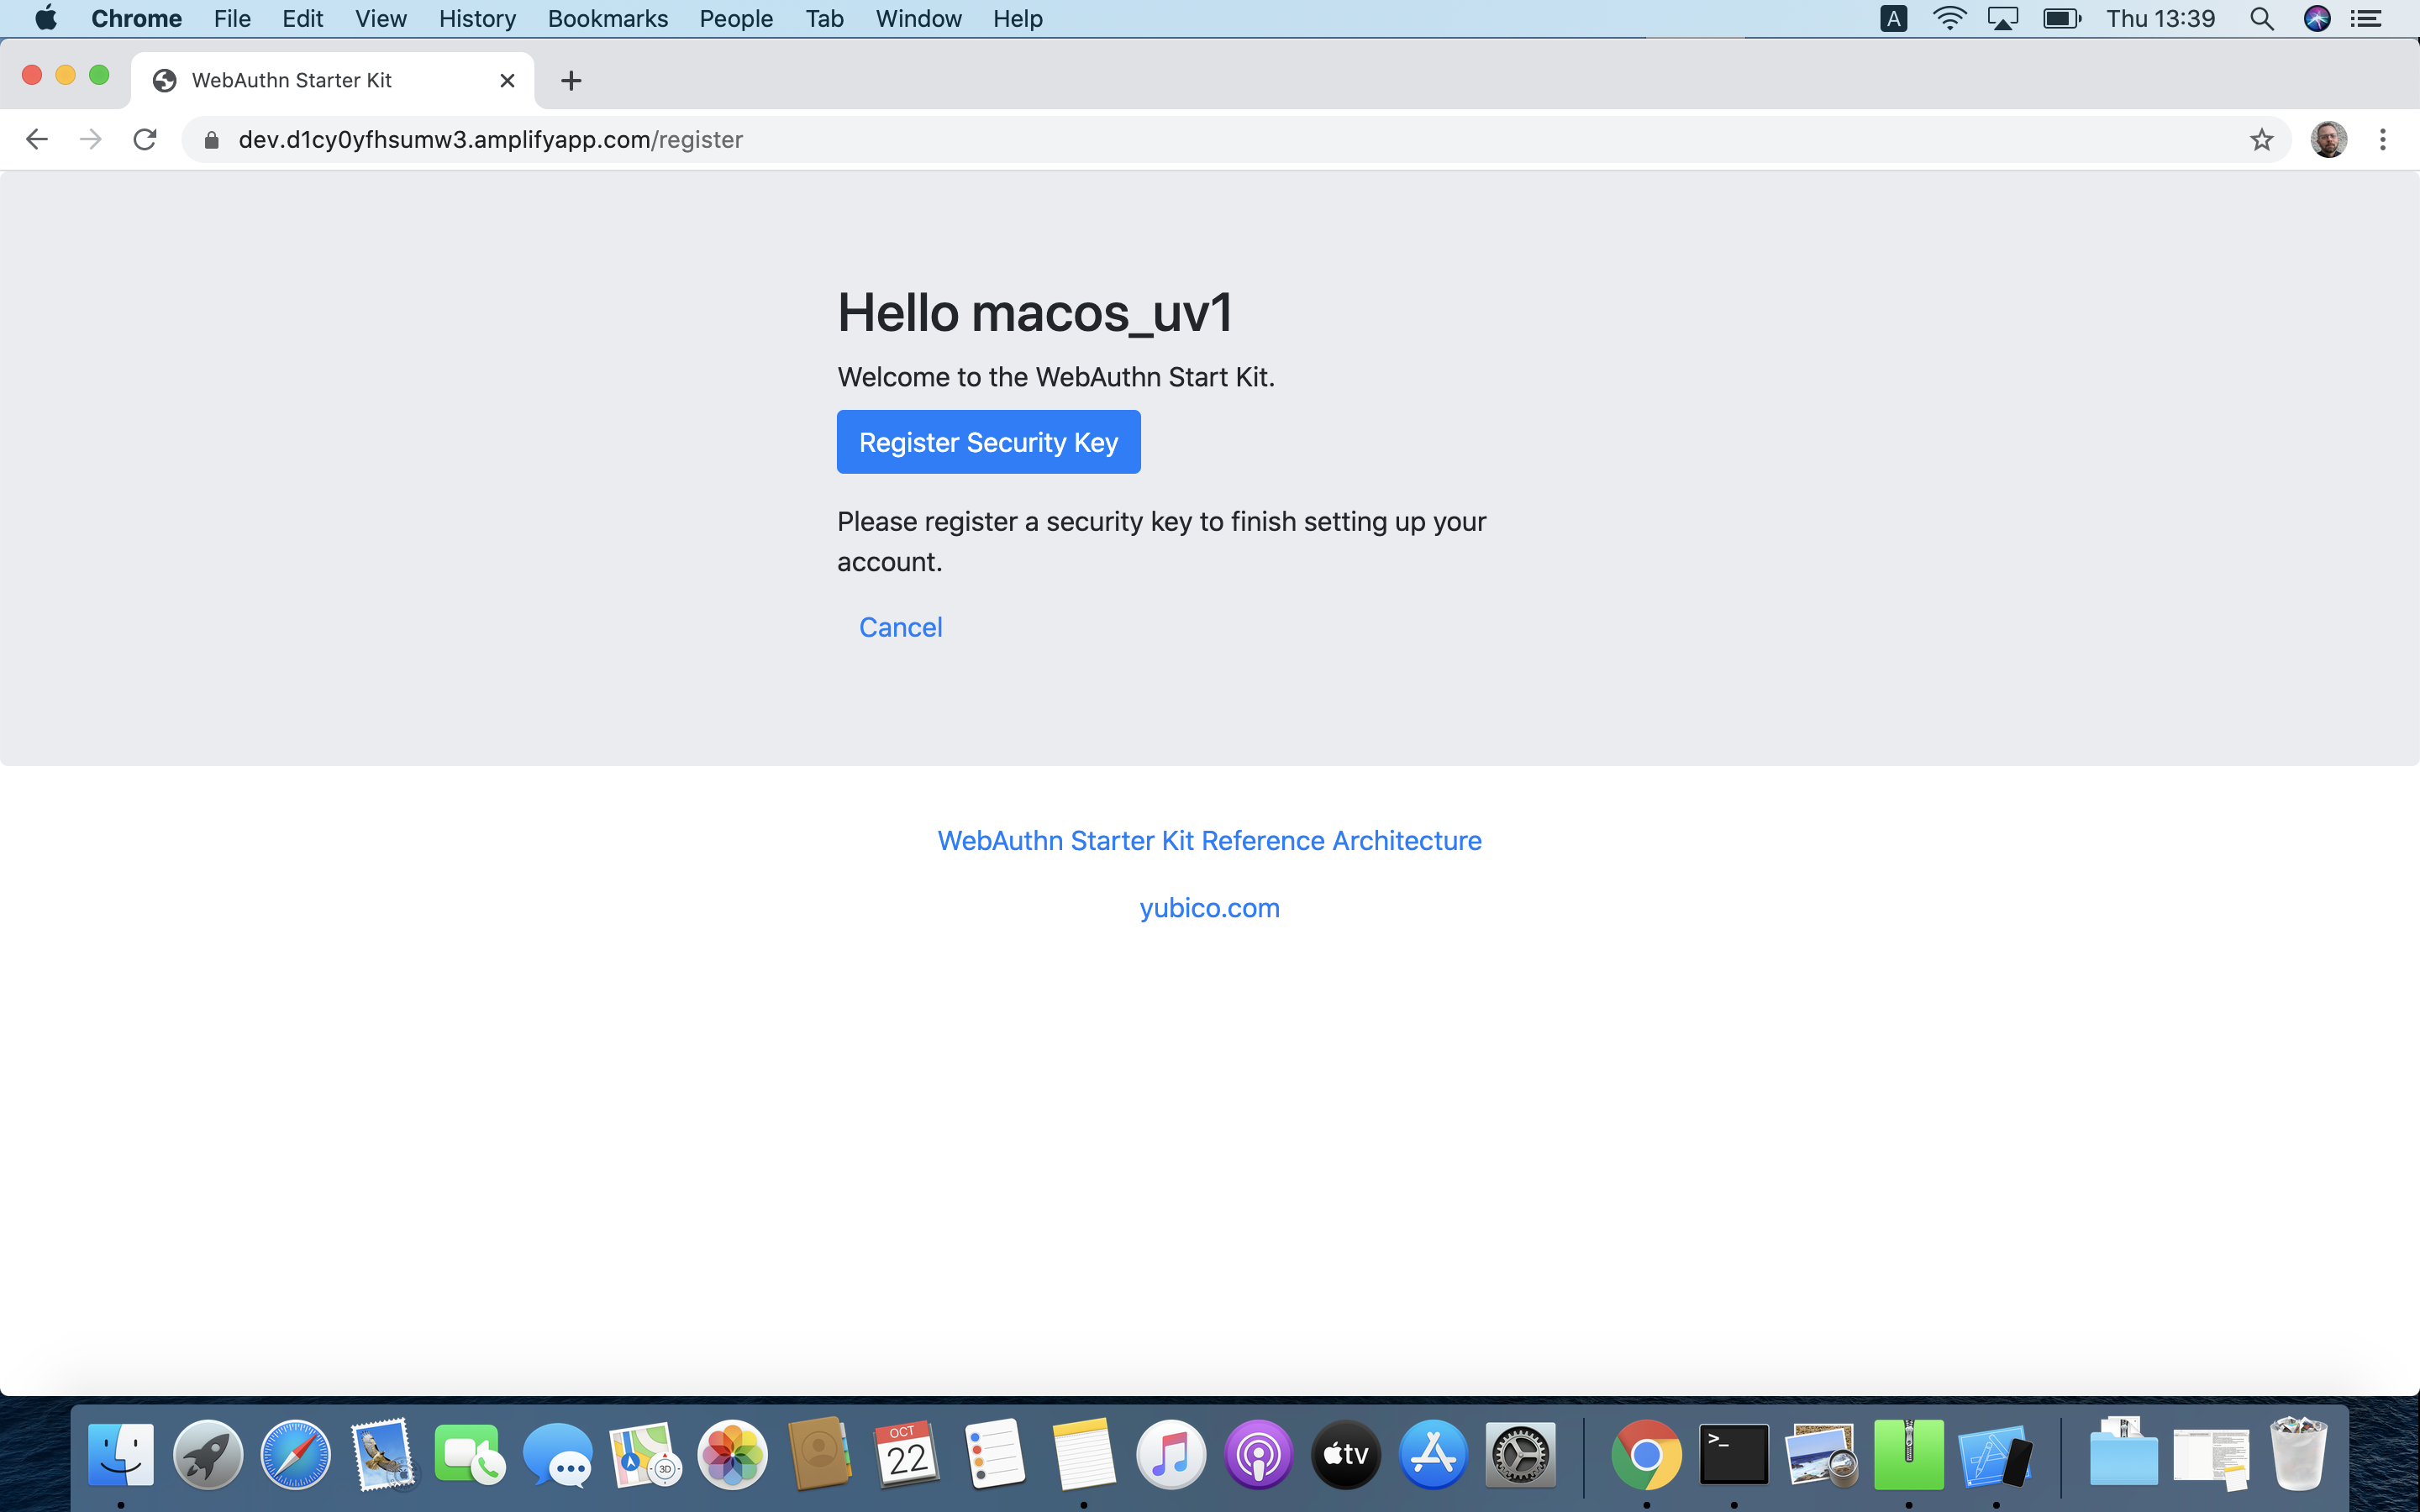 Chrome File Edit View History Bookmarks People Tab Window Help A Thu 13:39
WebAuthn Starter Kit
dev.d1cy0yfhsumw3.amplifyapp.com/register
Hello macos_uv1
Welcome to the WebAuthn Start Kit.
Register Security Key
Please register a security key to finish setting up your
account.
Cancel
WebAuthn Starter Kit Reference Architecture
yubico.com
OCT
22
3D
tv
>_